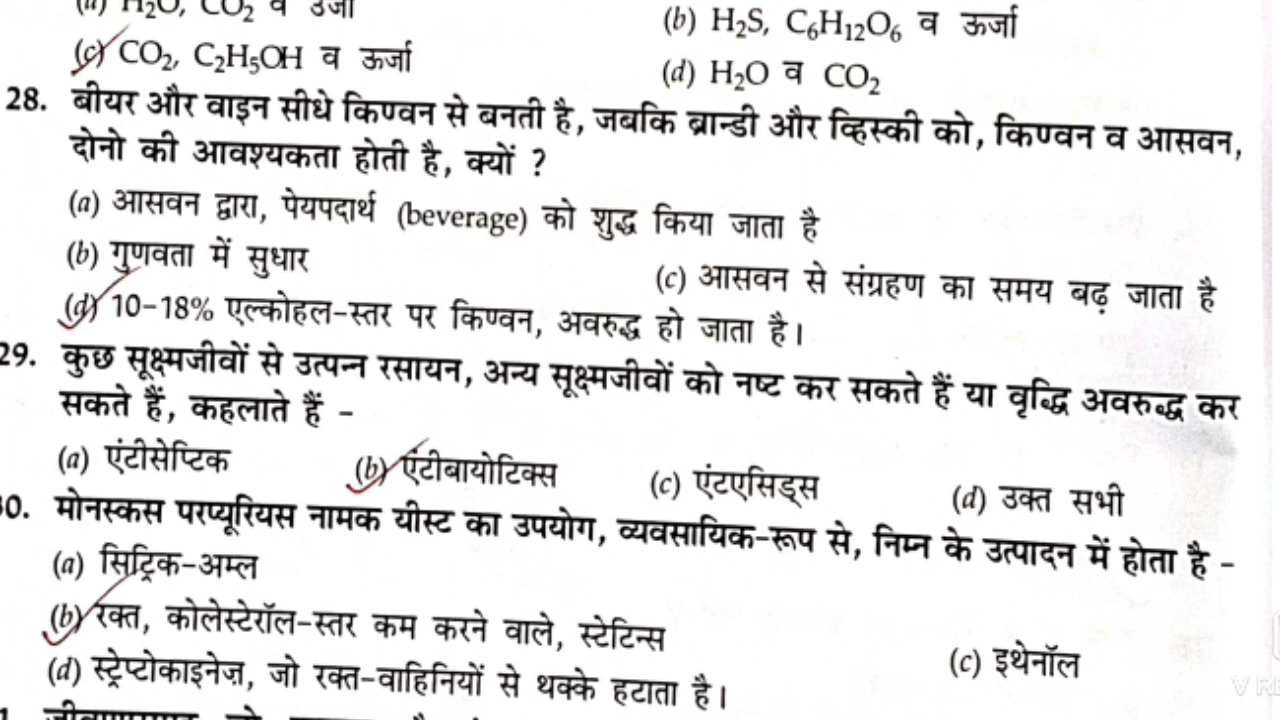 (a) H₂O, CO₂ व ऊर्जा
(b) H₂S, C₆H₁₂O₆ व ऊर्जा
(c) CO₂, C₂H₅OH व ऊर्जा
(d) H₂O व CO₂
28. बीयर और वाइन सीधे किण्वन से बनती है, जबकि ब्रान्डी और व्हिस्की को, किण्वन व आसवन,
दोनो की आवश्यकता होती है, क्यों ?
(a) आसवन द्वारा, पेयपदार्थ (beverage) को शुद्ध किया जाता है
(b) गुणवता में सुधार
(c) आसवन से संग्रहण का समय बढ़ जाता है
(d) 10-18% एल्कोहल-स्तर पर किण्वन, अवरुद्ध हो जाता है।
29. कुछ सूक्ष्मजीवों से उत्पन्न रसायन, अन्य सूक्ष्मजीवों को नष्ट कर सकते हैं या वृद्धि अवरुद्ध कर
सकते हैं, कहलाते हैं -
(a) एंटीसेप्टिक
(b) एंटीबायोटिक्स
(c) एंटएसिड्स
(d) उक्त सभी
30. मोनस्कस परप्यूरियस नामक यीस्ट का उपयोग, व्यवसायिक-रूप से, निम्न के उत्पादन में होता है -
(a) सिट्रिक-अम्ल
(b) रक्त, कोलेस्टेरॉल-स्तर कम करने वाले, स्टेटिन्स
(c) इथेनॉल
(d) स्ट्रेप्टोकाइनेज, जो रक्त-वाहिनियों से थक्के हटाता है।